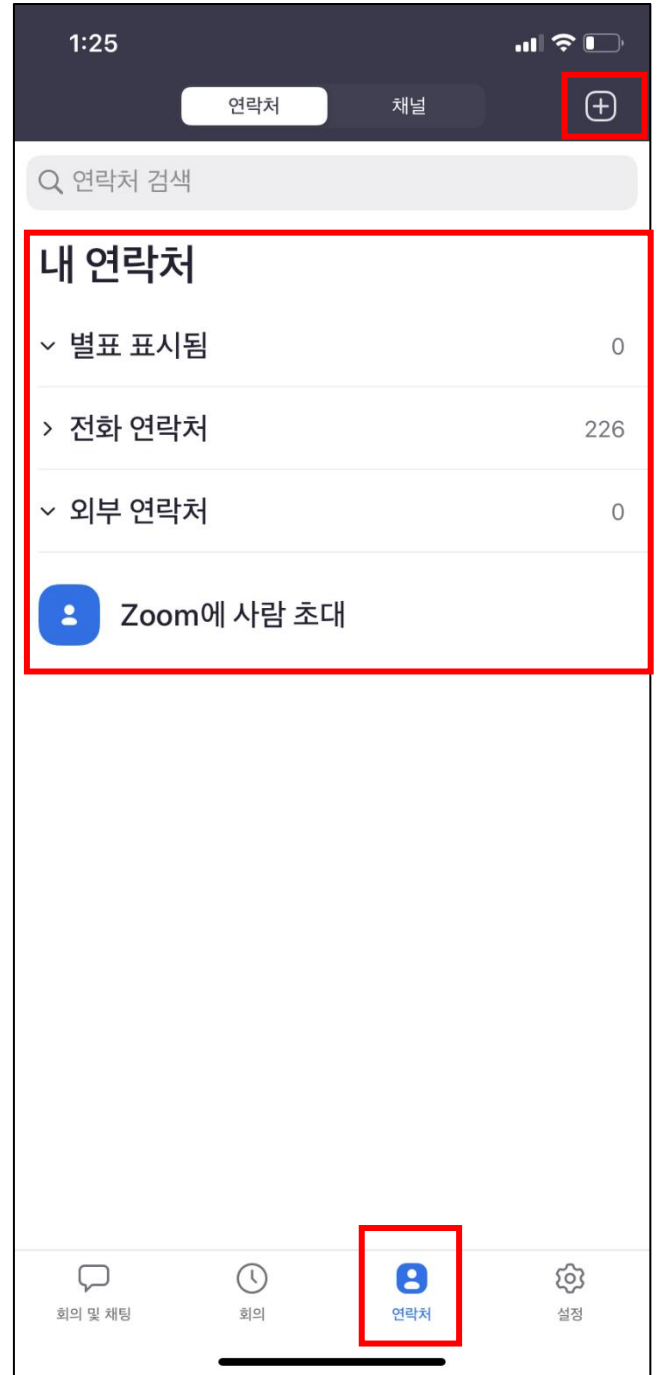 1:25
연락처 채널
연락처 검색
내 연락처
별표 표시됨 0
전화 연락처 226
외부 연락처 0
Zoom에 사람 초대
회의 및 채팅 회의 연락처 설정